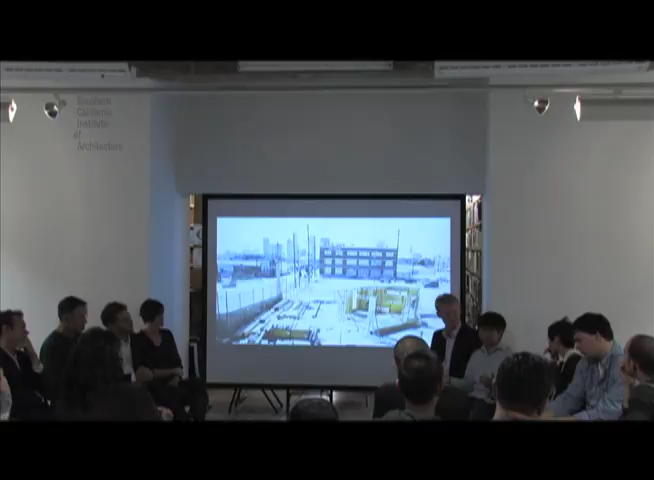 Southern
California
Institute
of
Architecture